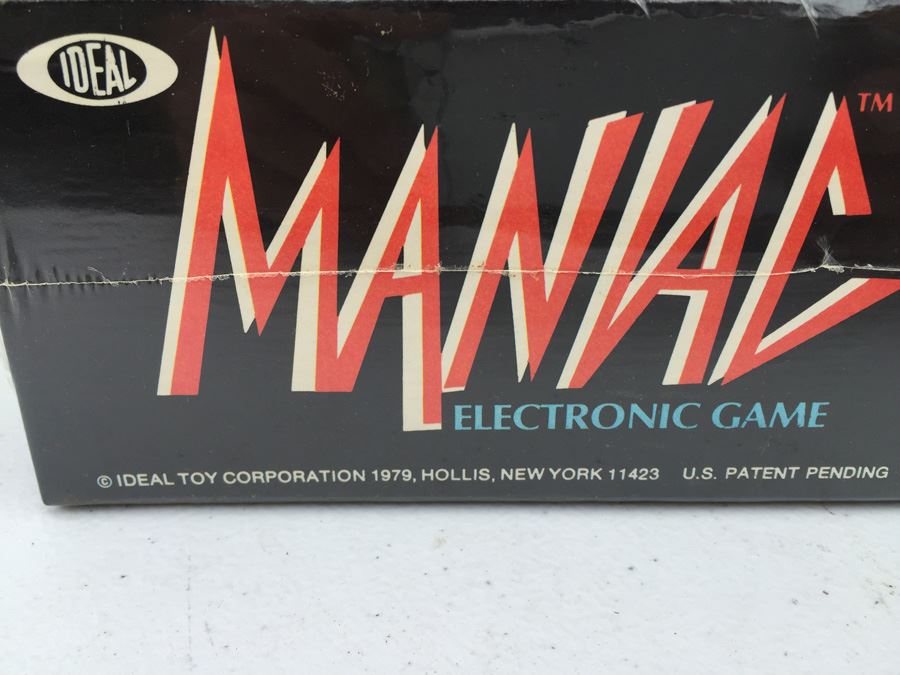 IDEAL
MANIAC™
ELECTRONIC GAME
© IDEAL TOY CORPORATION 1979, HOLLIS, NEW YORK 11423 U.S. PATENT PENDING